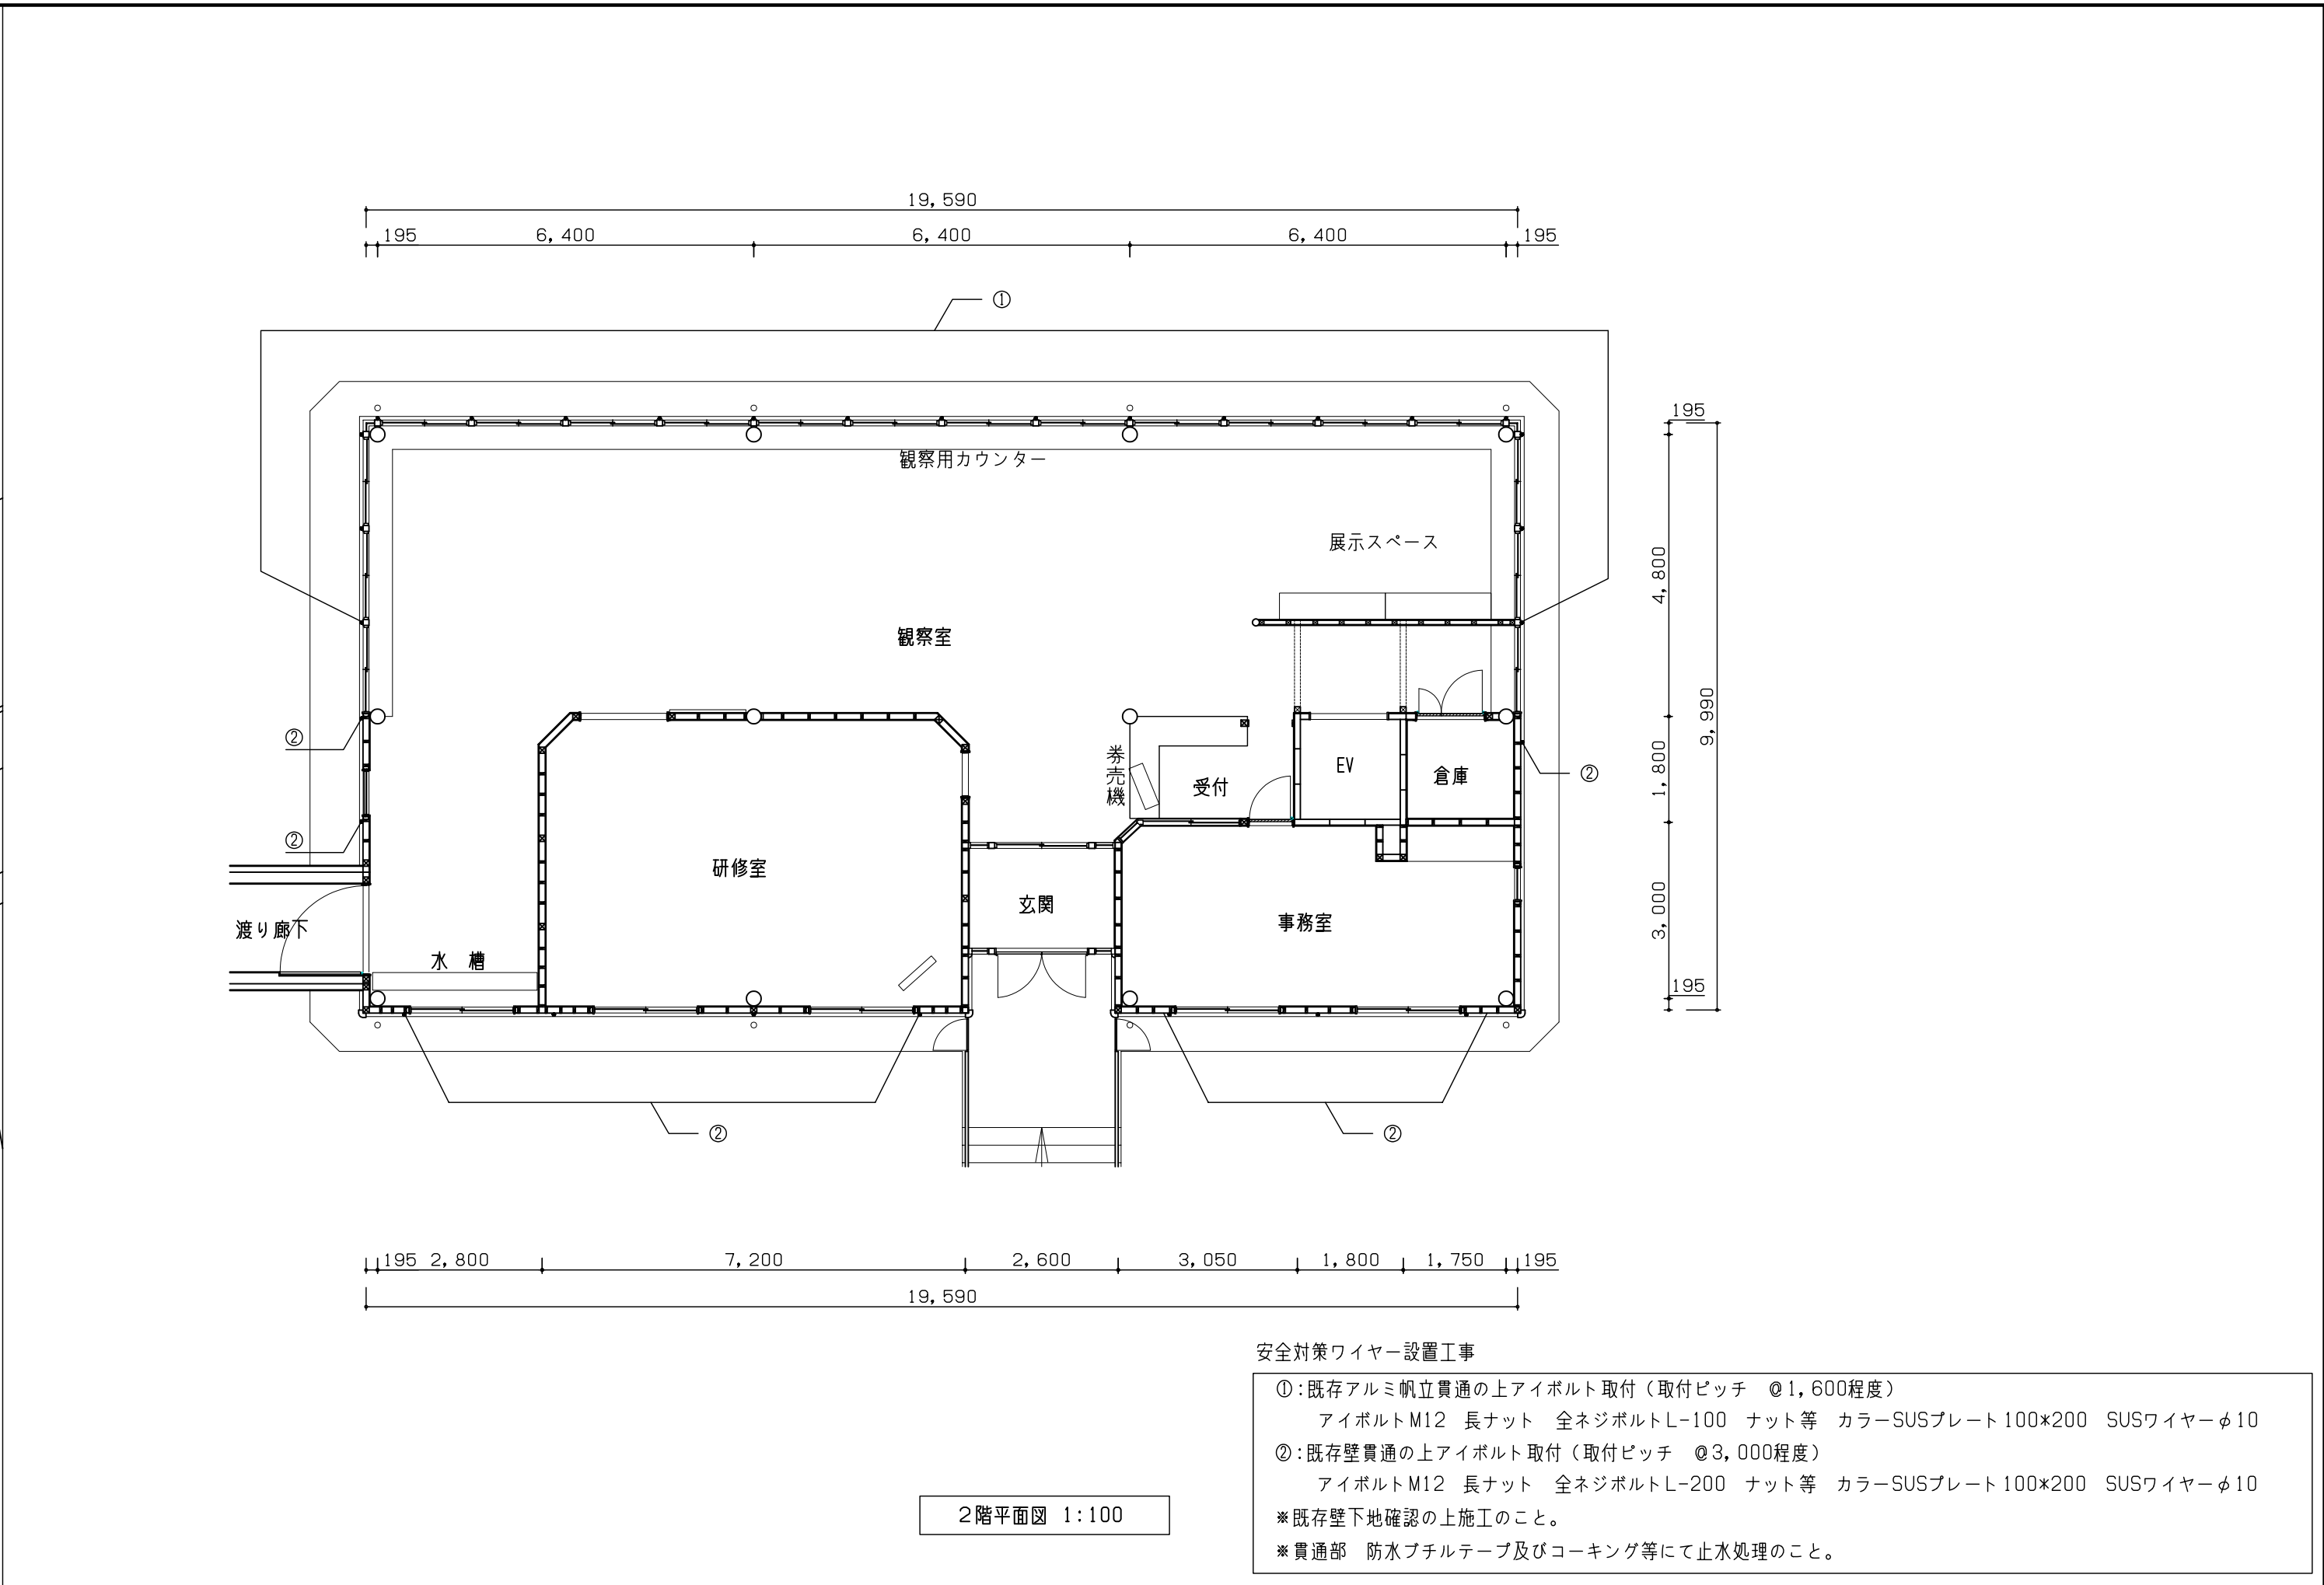 19,590
195 6,400 6,400 6,400 195
①
195
観察用カウンター
展示スペース
4,800
観察室
9,990
②
券売機
EV
②
受付
倉庫
1,800
②
研修室
玄関
事務室
3,000
渡り廊下
水 槽
195
② ②
195 2,800 7,200 2,600 3,050 1,800 1,750 195
19,590
安全対策ワイヤー設置工事
①:既存アルミ帆立貫通の上アイボルト取付(取付ピッチ @1,600程度)
アイボルトM12 長ナット 全ネジボルトL-100 ナット等 カラーSUSプレート100*200 SUSワイヤーφ10
②:既存壁貫通の上アイボルト取付(取付ピッチ @3,000程度)
アイボルトM12 長ナット 全ネジボルトL-200 ナット等 カラーSUSプレート100*200 SUSワイヤーφ10
※既存壁下地確認の上施工のこと。
※貫通部 防水ブチルテープ及びコーキング等にて止水処理のこと。
2階平面図 1:100